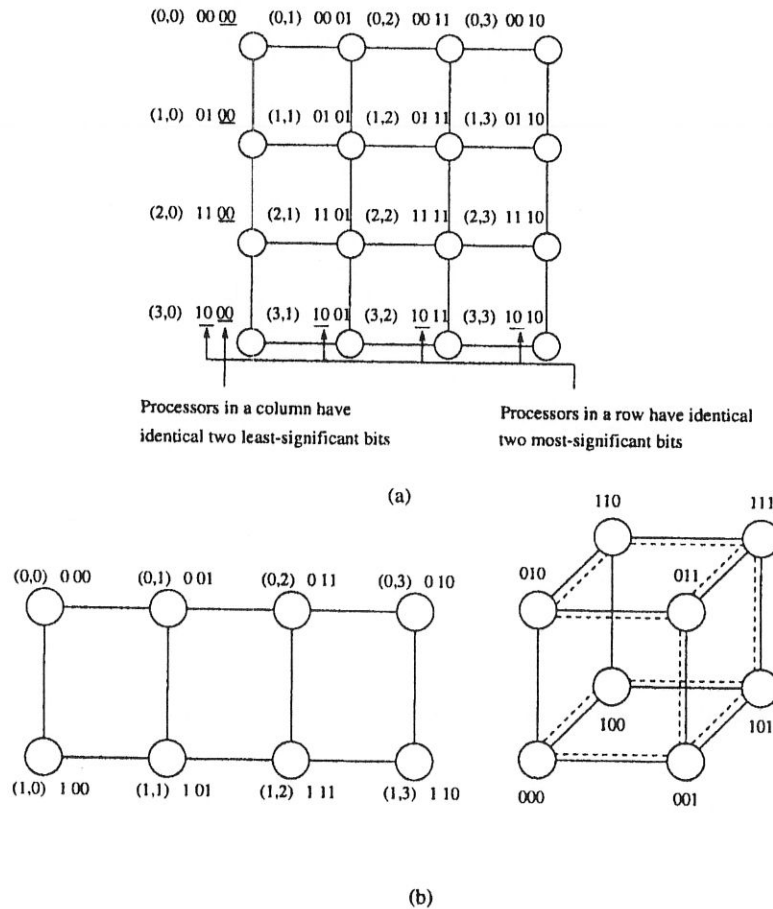 (0,0) 00 00 (0,1) 00 01 (0,2) 00 11 (0,3) 00 10
(1,0) 01 00 (1,1) 01 01 (1,2) 01 11 (1,3) 01 10
(2,0) 11 00 (2,1) 11 01 (2,2) 11 11 (2,3) 11 10
(3,0) 10 00 (3,1) 10 01 (3,2) 10 11 (3,3) 10 10
Processors in a column have
identical two least-significant bits
Processors in a row have identical
two most-significant bits
(a)
(0,0) 0 00 (0,1) 0 01 (0,2) 0 11 (0,3) 0 10
(1,0) 1 00 (1,1) 1 01 (1,2) 1 11 (1,3) 1 10
110 111
010 011
100 101
000 001
(b)